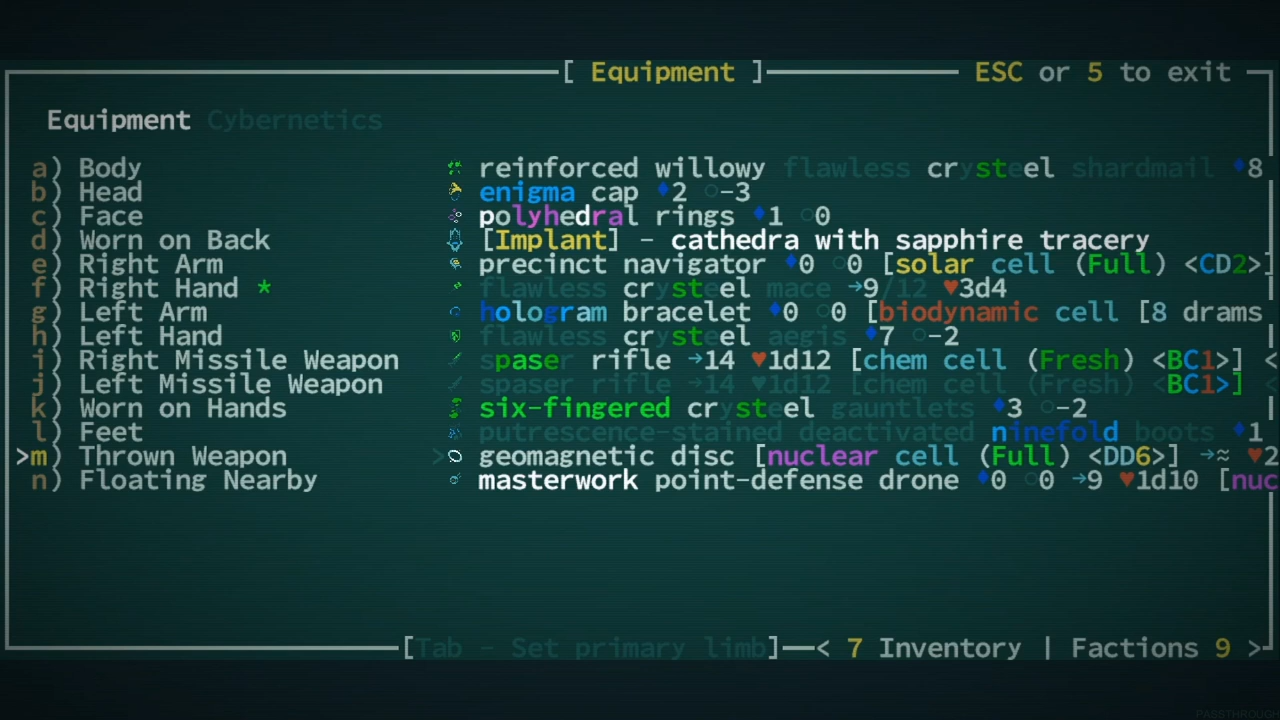 [ Equipment ] ESC or 5 to exit
Equipment Cybernetics
a) Body reinforced willowy flawless crysteel shardmail ♦8
b) Head enigma cap ♦2 ○-3
c) Face polyhedral rings ♦1 ○0
d) Worn on Back [Implant] - cathedra with sapphire tracery
e) Right Arm precinct navigator ♦0 ○0 [solar cell (Full) <CD2>]
f) Right Hand * flawless crysteel mace →9/12 ♥3d4
g) Left Arm hologram bracelet ♦0 ○0 [biodynamic cell [8 drams
h) Left Hand flawless crysteel aegis ♦7 ○-2
i) Right Missile Weapon spaser rifle →14 ♥1d12 [chem cell (Fresh) <BC1>] <
j) Left Missile Weapon spaser rifle →14 ♥1d12 [chem cell (Fresh) <BC1>]
k) Worn on Hands six-fingered crysteel gauntlets ♦3 ○-2
l) Feet putrescence-stained deactivated ninefold boots ♦1
>m) Thrown Weapon > geomagnetic disc [nuclear cell (Full) <DD6>] →≈ ♥2
n) Floating Nearby masterwork point-defense drone ♦0 ○0 →9 ♥1d10 [nuc
[Tab - Set primary limb] < 7 Inventory | Factions 9 >